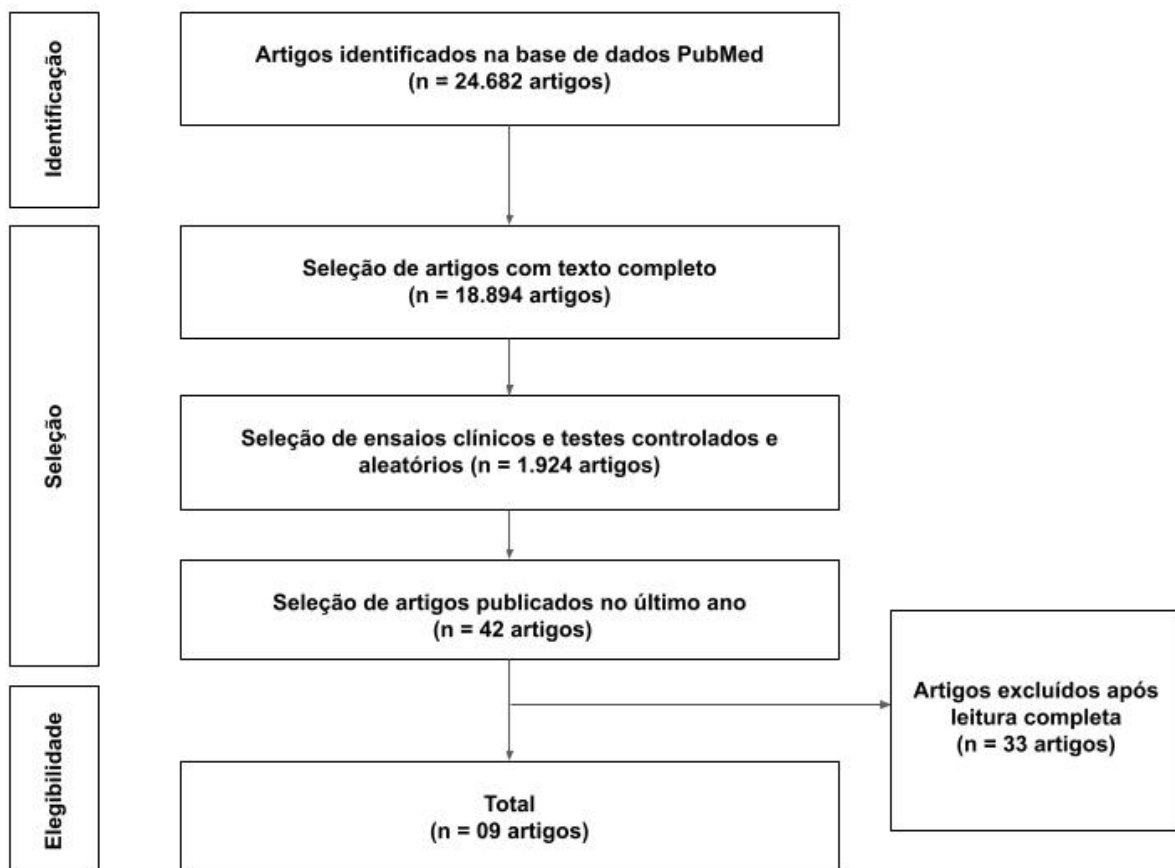 Identificação
Artigos identificados na base de dados PubMed
(n = 24.682 artigos)
Seleção
Seleção de artigos com texto completo
(n = 18.894 artigos)
Seleção de ensaios clínicos e testes controlados e
aleatórios (n = 1.924 artigos)
Seleção de artigos publicados no último ano
(n = 42 artigos)
Elegibilidade
Artigos excluídos após
leitura completa
(n = 33 artigos)
Total
(n = 09 artigos)